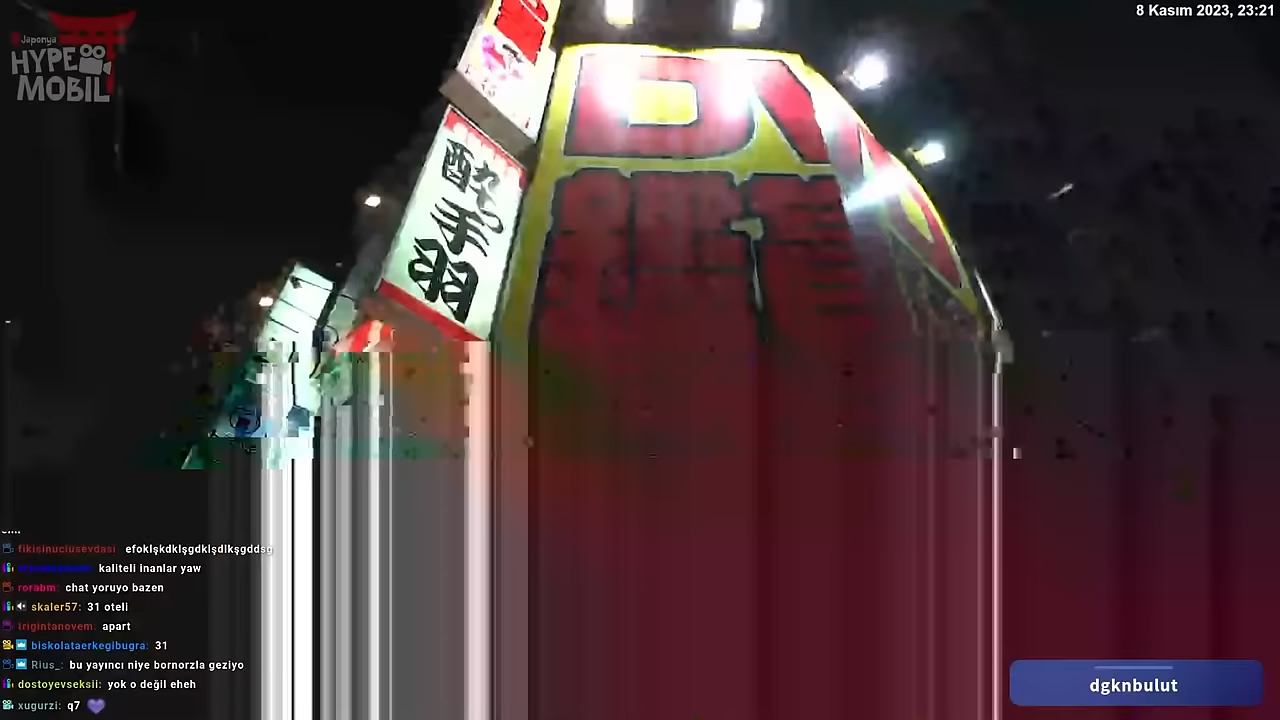 8 Kasım 2023, 23:21
Japonya
HYPE
MOBIL
DVD
酔っ
手
羽
fikisinuclusevdasi: efoklşkdklşgdklşdlkşgddsg
kaliteli inanlar yaw
rorabm: chat yoruyo bazen
skaler57: 31 oteli
trigintanovem: apart
biskolataerkegibugra: 31
Rius_: bu yayıncı niye bornorzla geziyo
dostoyevseksii: yok o değil eheh
xugurzi: q7
dgknbulut